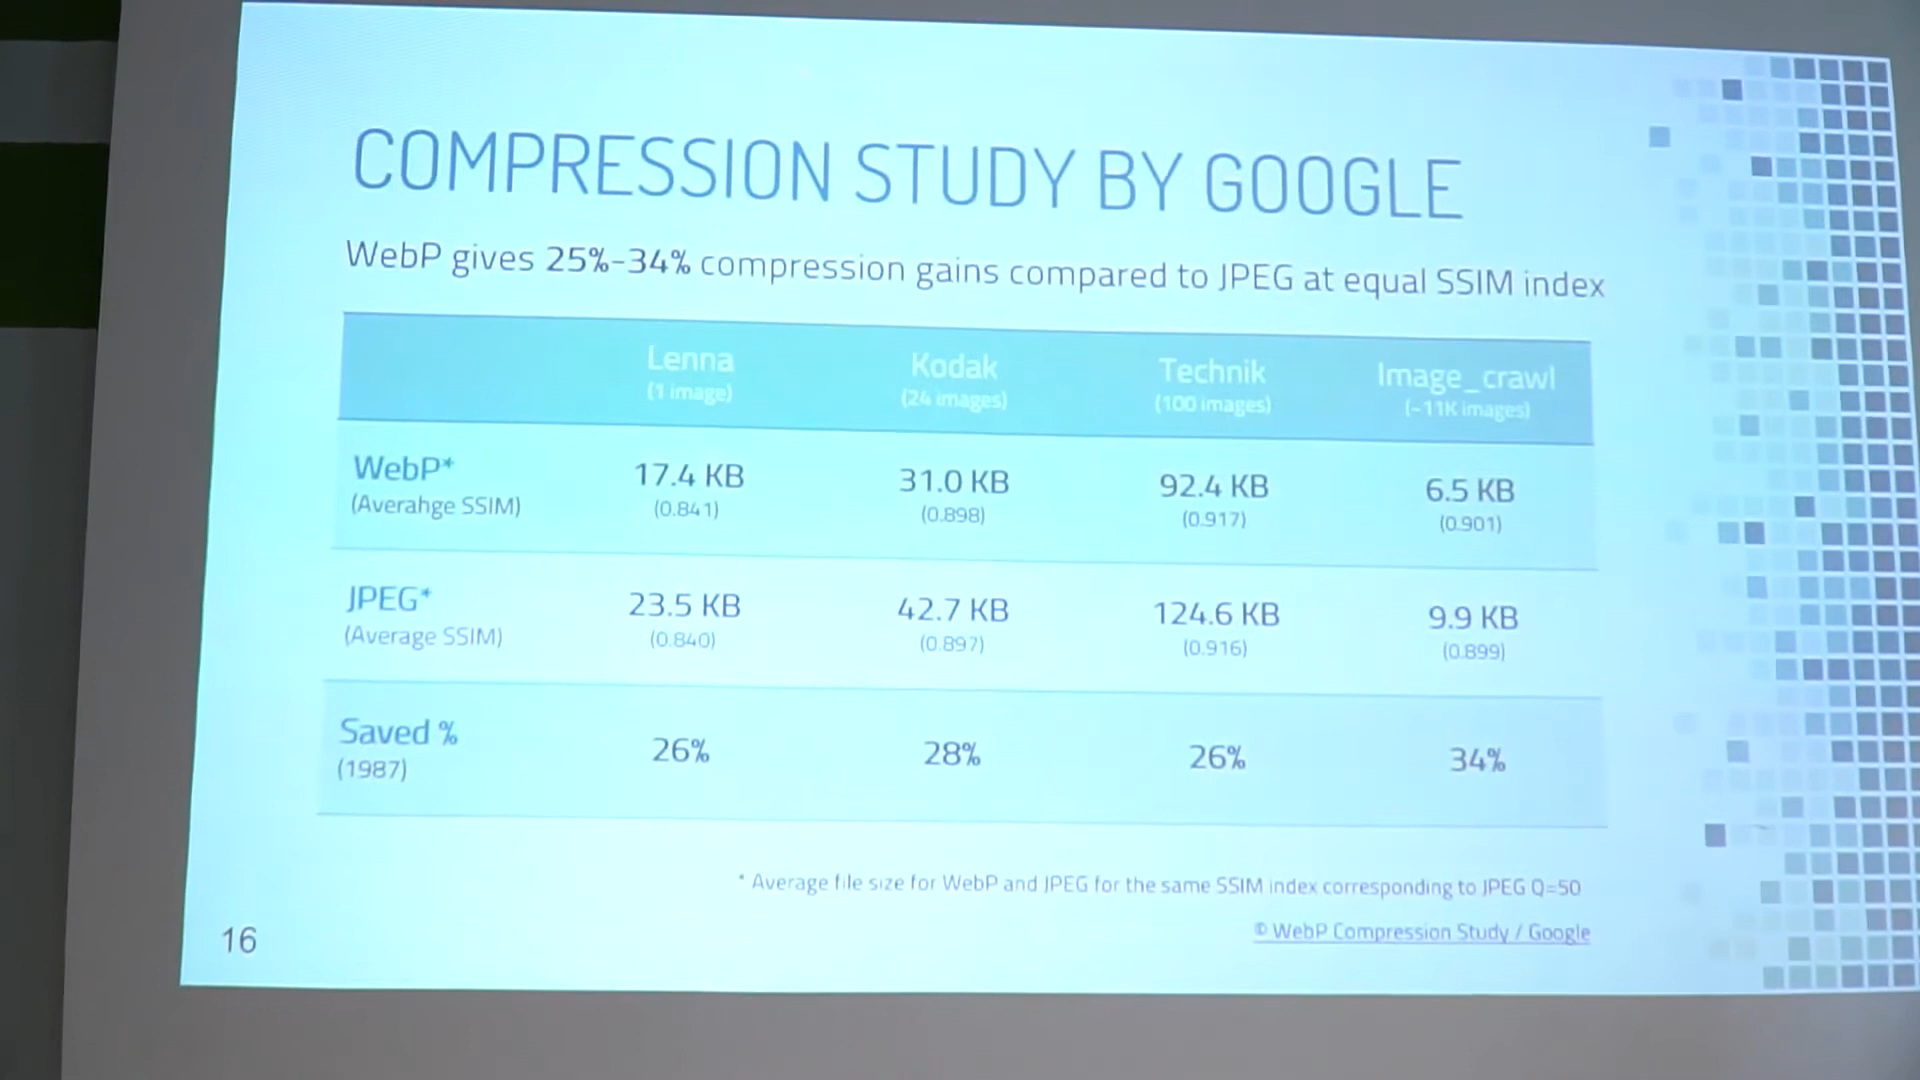 COMPRESSION STUDY BY GOOGLE
WebP gives 25%-34% compression gains compared to JPEG at equal SSIM index
Lenna Kodak Technik Image_crawl
(1 image) (24 images) (100 images) (~11K images)
WebP* 17.4 KB 31.0 KB 92.4 KB 6.5 KB
(Averahge SSIM) (0.841) (0.898) (0.917) (0.901)
JPEG* 23.5 KB 42.7 KB 124.6 KB 9.9 KB
(Average SSIM) (0.840) (0.897) (0.916) (0.899)
Saved % 26% 28% 26% 34%
(1987)
* Average file size for WebP and JPEG for the same SSIM index corresponding to JPEG Q=50
© WebP Compression Study / Google
16